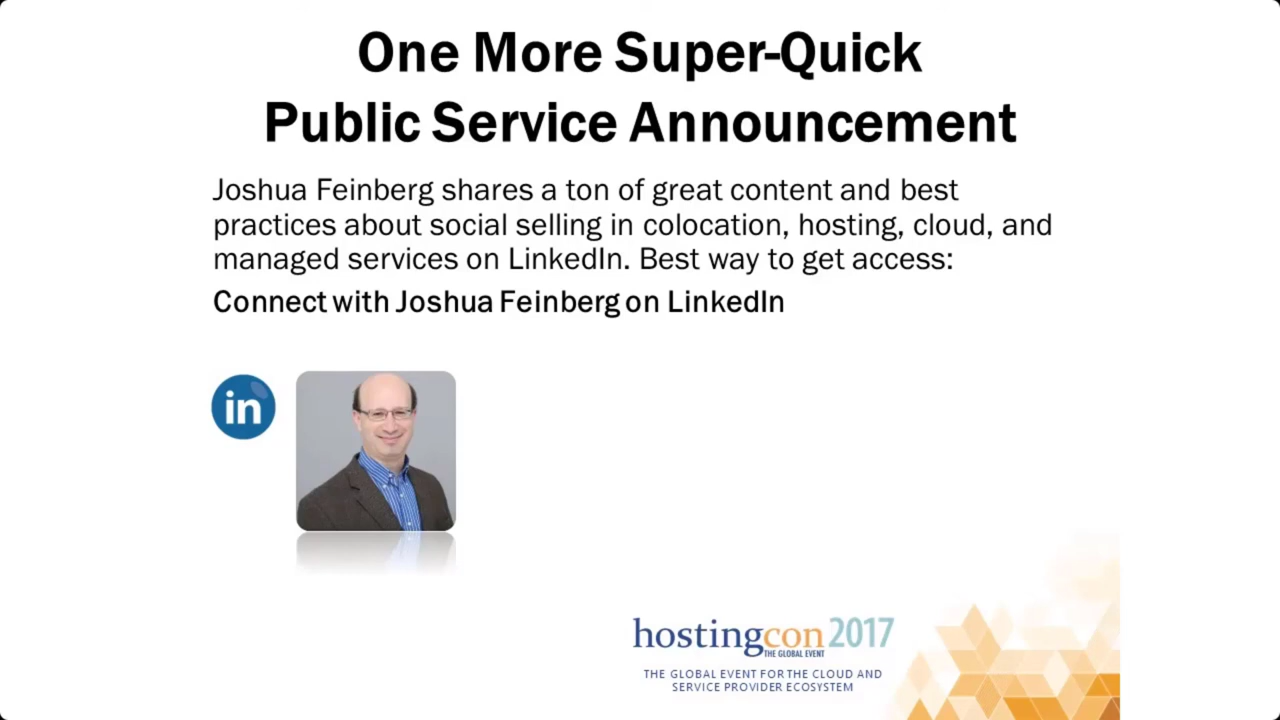 One More Super-Quick
Public Service Announcement
Joshua Feinberg shares a ton of great content and best
practices about social selling in colocation, hosting, cloud, and
managed services on LinkedIn. Best way to get access:
Connect with Joshua Feinberg on LinkedIn
in
hostingcon 2017
THE GLOBAL EVENT
THE GLOBAL EVENT FOR THE CLOUD AND
SERVICE PROVIDER ECOSYSTEM